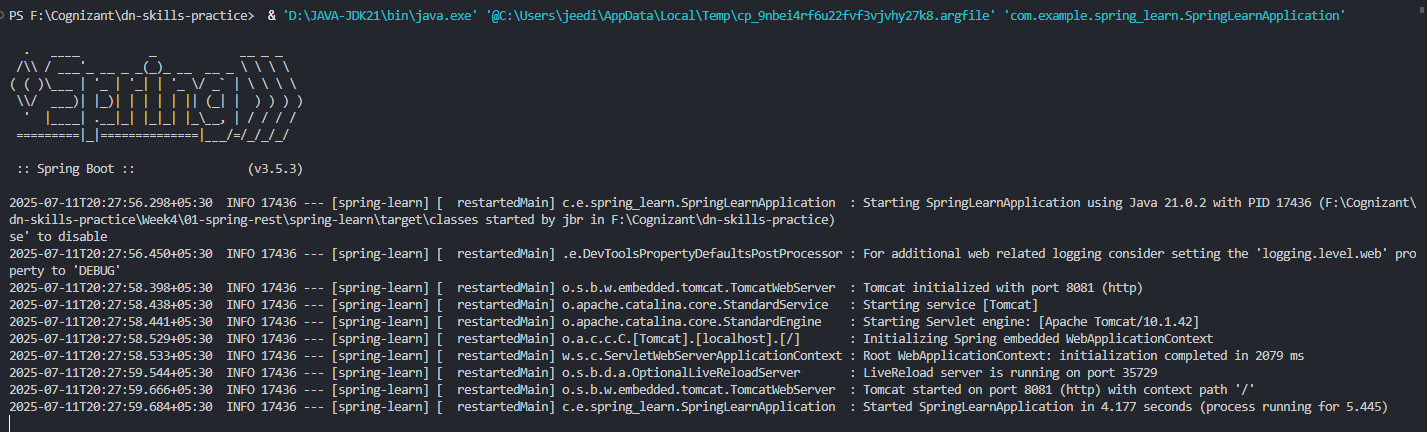 PS F:\Cognizant\dn-skills-practice>  & 'D:\JAVA-JDK21\bin\java.exe' '@C:\Users\jeedi\AppData\Local\Temp\cp_9nbei4rf6u22fvf3vjvhy27k8.argfile' 'com.example.spring_learn.SpringLearnApplication'
  .   ____          _            __ _ _
 /\\ / ___'_ __ _ _(_)_ __  __ _ \ \ \ \
( ( )\___ | '_ | '_| | '_ \/ _` | \ \ \ \
 \\/  ___)| |_)| | | | | || (_| |  ) ) ) )
  '  |____| .__|_| |_|_| |_\__, | / / / /
 =========|_|==============|___/=/_/_/_/
 :: Spring Boot ::                (v3.5.3)
2025-07-11T20:27:56.298+05:30  INFO 17436 --- [spring-learn] [  restartedMain] c.e.spring_learn.SpringLearnApplication  : Starting SpringLearnApplication using Java 21.0.2 with PID 17436 (F:\Cognizant\
dn-skills-practice\Week4\01-spring-rest\spring-learn\target\classes started by jbr in F:\Cognizant\dn-skills-practice)
se' to disable
2025-07-11T20:27:56.450+05:30  INFO 17436 --- [spring-learn] [  restartedMain] .e.DevToolsPropertyDefaultsPostProcessor : For additional web related logging consider setting the 'logging.level.web' pro
perty to 'DEBUG'
2025-07-11T20:27:58.398+05:30  INFO 17436 --- [spring-learn] [  restartedMain] o.s.b.w.embedded.tomcat.TomcatWebServer  : Tomcat initialized with port 8081 (http)
2025-07-11T20:27:58.438+05:30  INFO 17436 --- [spring-learn] [  restartedMain] o.apache.catalina.core.StandardService   : Starting service [Tomcat]
2025-07-11T20:27:58.441+05:30  INFO 17436 --- [spring-learn] [  restartedMain] o.apache.catalina.core.StandardEngine    : Starting Servlet engine: [Apache Tomcat/10.1.42]
2025-07-11T20:27:58.529+05:30  INFO 17436 --- [spring-learn] [  restartedMain] o.a.c.c.C.[Tomcat].[localhost].[/]       : Initializing Spring embedded WebApplicationContext
2025-07-11T20:27:58.533+05:30  INFO 17436 --- [spring-learn] [  restartedMain] w.s.c.ServletWebServerApplicationContext : Root WebApplicationContext: initialization completed in 2079 ms
2025-07-11T20:27:59.544+05:30  INFO 17436 --- [spring-learn] [  restartedMain] o.s.b.d.a.OptionalLiveReloadServer       : LiveReload server is running on port 35729
2025-07-11T20:27:59.666+05:30  INFO 17436 --- [spring-learn] [  restartedMain] o.s.b.w.embedded.tomcat.TomcatWebServer  : Tomcat started on port 8081 (http) with context path '/'
2025-07-11T20:27:59.684+05:30  INFO 17436 --- [spring-learn] [  restartedMain] c.e.spring_learn.SpringLearnApplication  : Started SpringLearnApplication in 4.177 seconds (process running for 5.445)